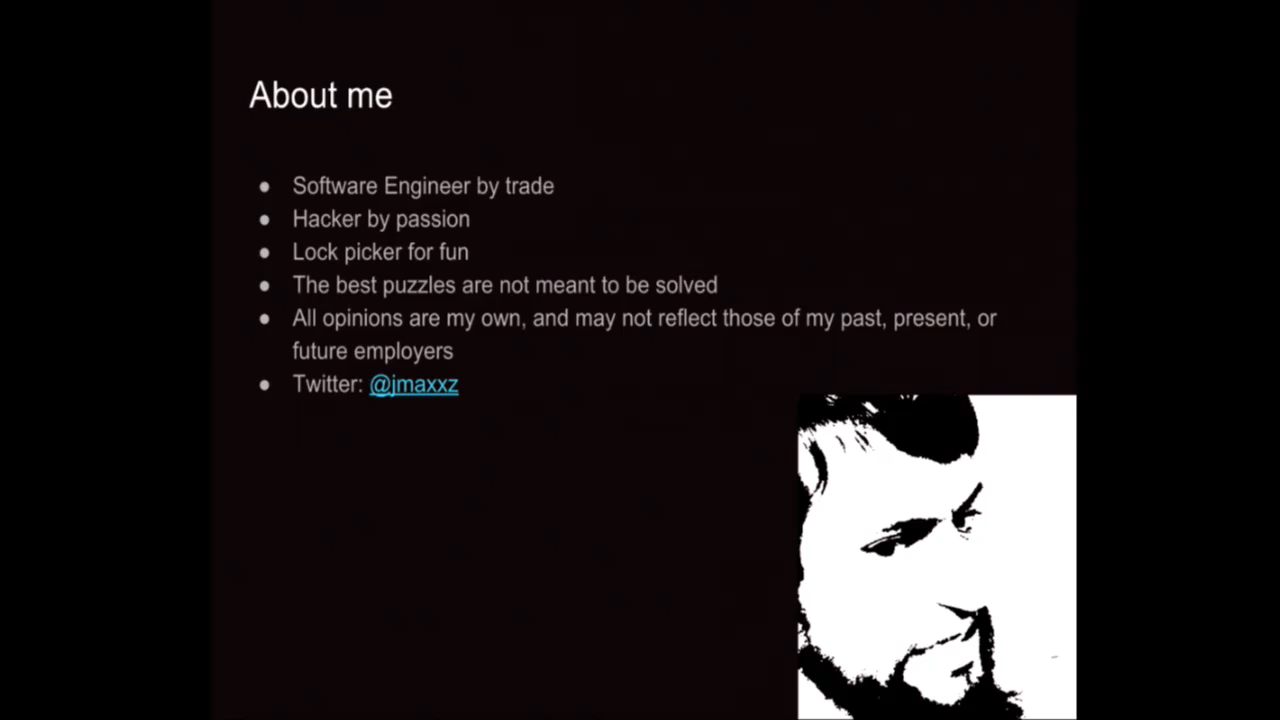 About me
● Software Engineer by trade
● Hacker by passion
● Lock picker for fun
● The best puzzles are not meant to be solved
● All opinions are my own, and may not reflect those of my past, present, or
future employers
● Twitter: @jmaxxz